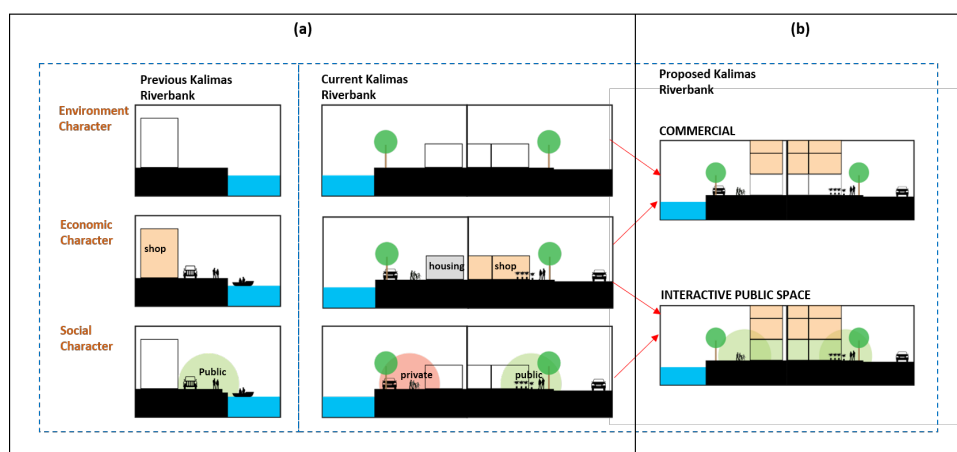 (a)
(b)
Previous Kalimas
Riverbank
Current Kalimas
Riverbank
Proposed Kalimas
Riverbank
Environment
Character
COMMERCIAL
Economic
Character
shop
housing
shop
INTERACTIVE PUBLIC SPACE
Social
Character
Public
private
public